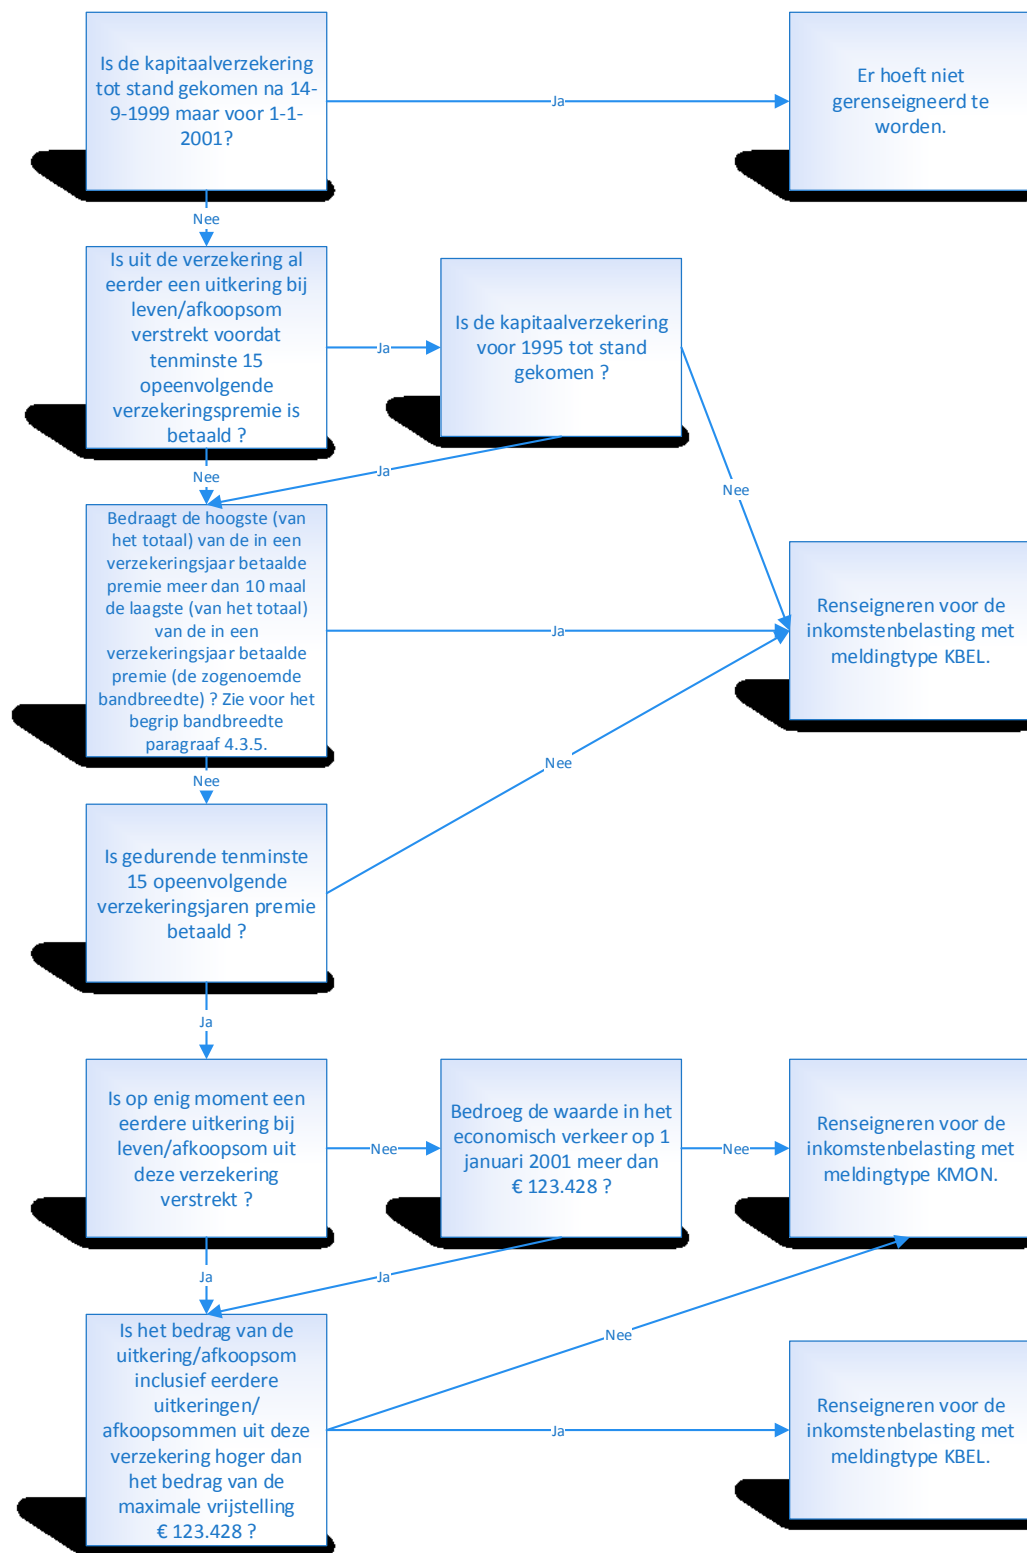 Is de kapitaalverzekering
tot stand gekomen na 14-
9-1999 maar voor 1-1-
2001?
Ja
Er hoeft niet
gerenseigneerd te
worden.
Nee
Is uit de verzekering al
eerder een uitkering bij
leven/afkoopsom
verstrekt voordat
tenminste 15
opeenvolgende
verzekeringspremie is
betaald ?
Ja
Is de kapitaalverzekering
voor 1995 tot stand
gekomen ?
Ja
Nee
Nee
Bedraagt de hoogste (van
het totaal) van de in een
verzekeringsjaar betaalde
premie meer dan 10 maal
de laagste (van het totaal)
van de in een
verzekeringsjaar betaalde
premie (de zogenoemde
bandbreedte) ? Zie voor het
begrip bandbreedte
paragraaf 4.3.5.
Ja
Renseigneren voor de
inkomstenbelasting met
meldingtype KBEL.
Nee
Nee
Is gedurende tenminste
15 opeenvolgende
verzekeringsjaren premie
betaald ?
Ja
Is op enig moment een
eerdere uitkering bij
leven/afkoopsom uit
deze verzekering
verstrekt ?
Nee
Bedroeg de waarde in het
economisch verkeer op 1
januari 2001 meer dan
€ 123.428 ?
Nee
Renseigneren voor de
inkomstenbelasting met
meldingtype KMON.
Ja
Ja
Nee
Is het bedrag van de
uitkering/afkoopsom
inclusief eerdere
uitkeringen/
afkoopsommen uit deze
verzekering hoger dan
het bedrag van de
maximale vrijstelling
€ 123.428 ?
Ja
Renseigneren voor de
inkomstenbelasting met
meldingtype KBEL.